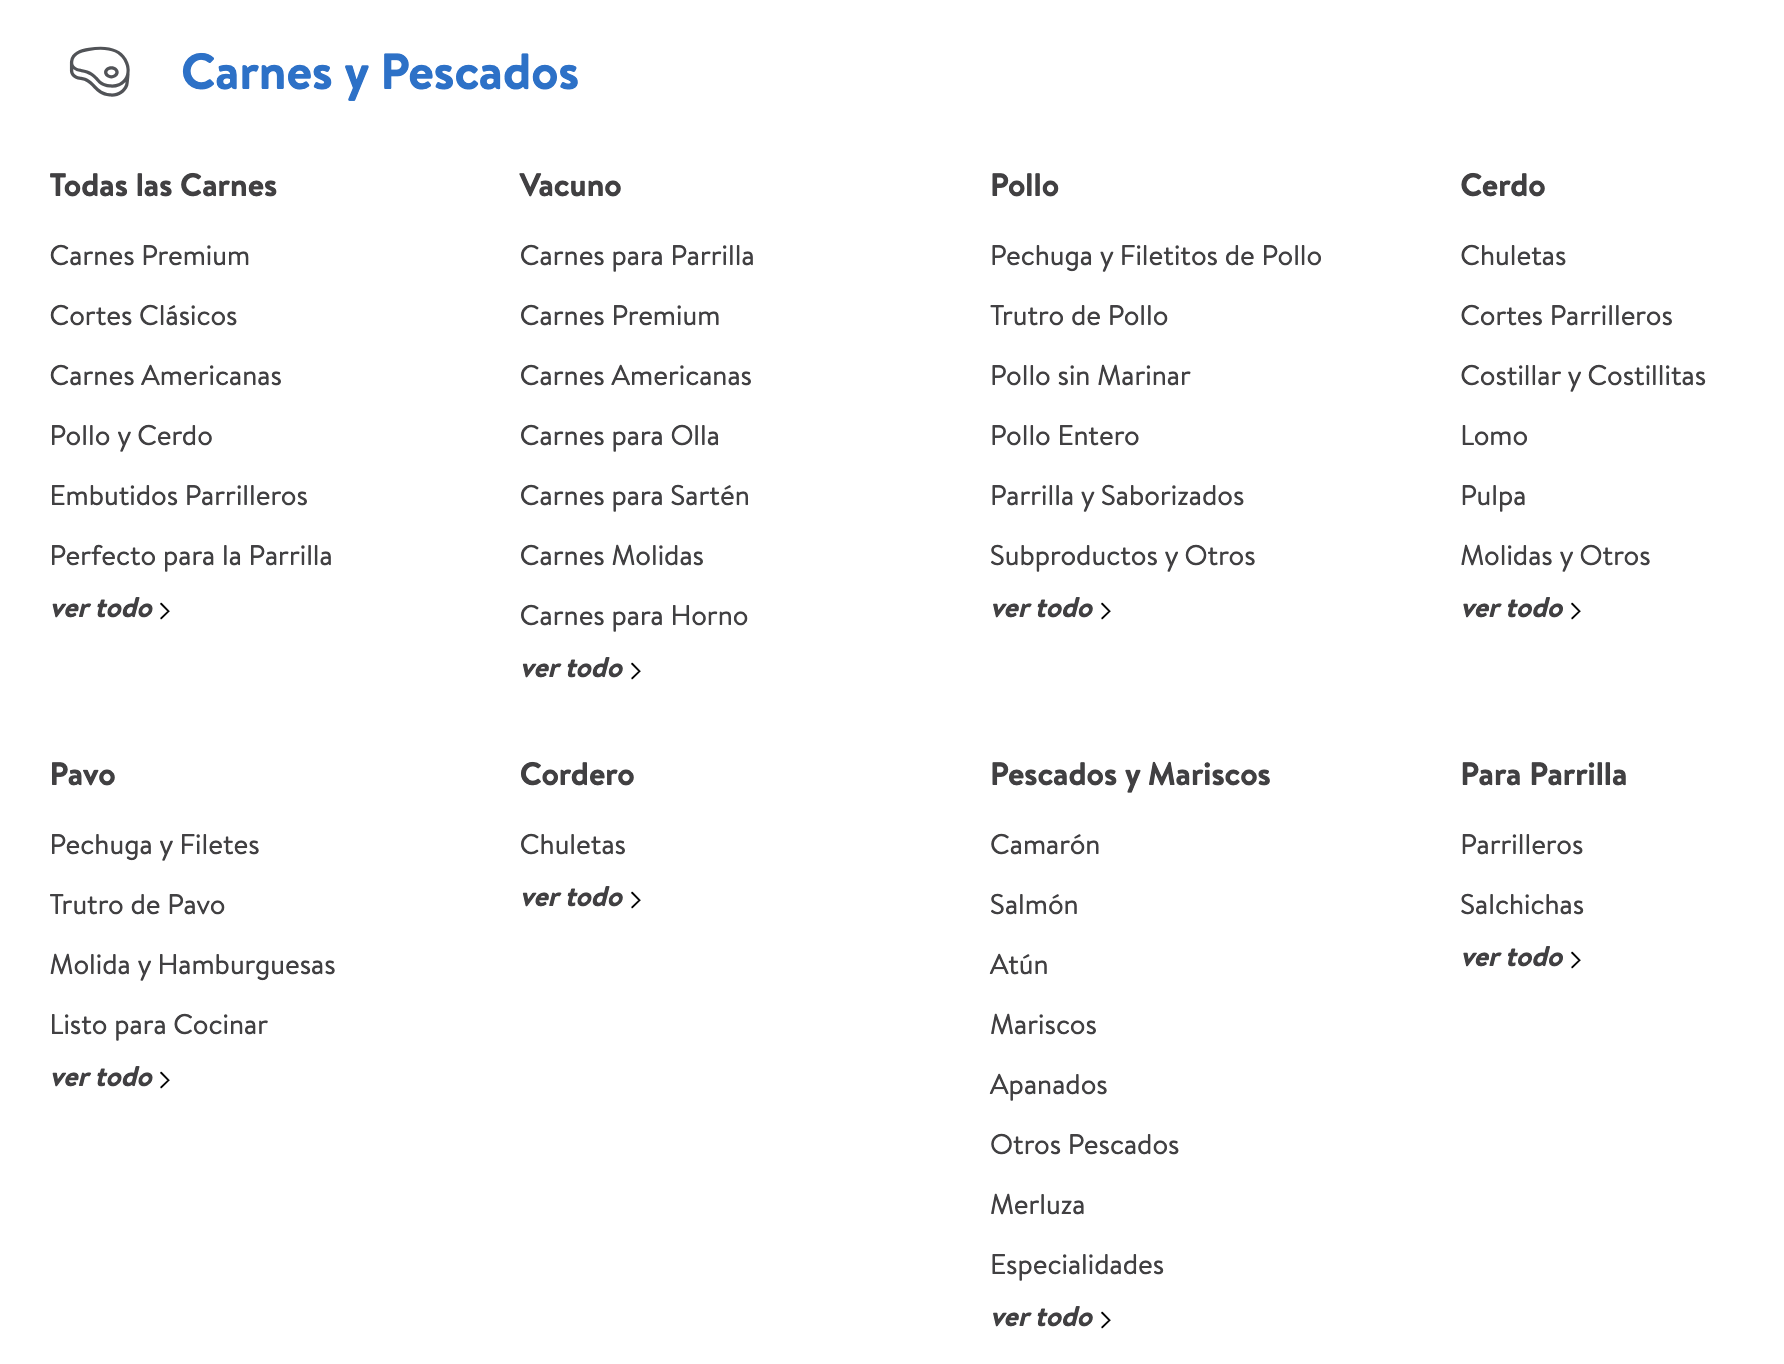 Carnes y Pescados
Todas las Carnes
Carnes Premium
Cortes Clásicos
Carnes Americanas
Pollo y Cerdo
Embutidos Parrilleros
Perfecto para la Parrilla
ver todo >
Vacuno
Carnes para Parrilla
Carnes Premium
Carnes Americanas
Carnes para Olla
Carnes para Sartén
Carnes Molidas
Carnes para Horno
ver todo >
Pollo
Pechuga y Filetitos de Pollo
Trutro de Pollo
Pollo sin Marinar
Pollo Entero
Parrilla y Saborizados
Subproductos y Otros
ver todo >
Cerdo
Chuletas
Cortes Parrilleros
Costillar y Costillitas
Lomo
Pulpa
Molidas y Otros
ver todo >
Pavo
Pechuga y Filetes
Trutro de Pavo
Molida y Hamburguesas
Listo para Cocinar
ver todo >
Cordero
Chuletas
ver todo >
Pescados y Mariscos
Camarón
Salmón
Atún
Mariscos
Apanados
Otros Pescados
Merluza
Especialidades
ver todo >
Para Parrilla
Parrilleros
Salchichas
ver todo >